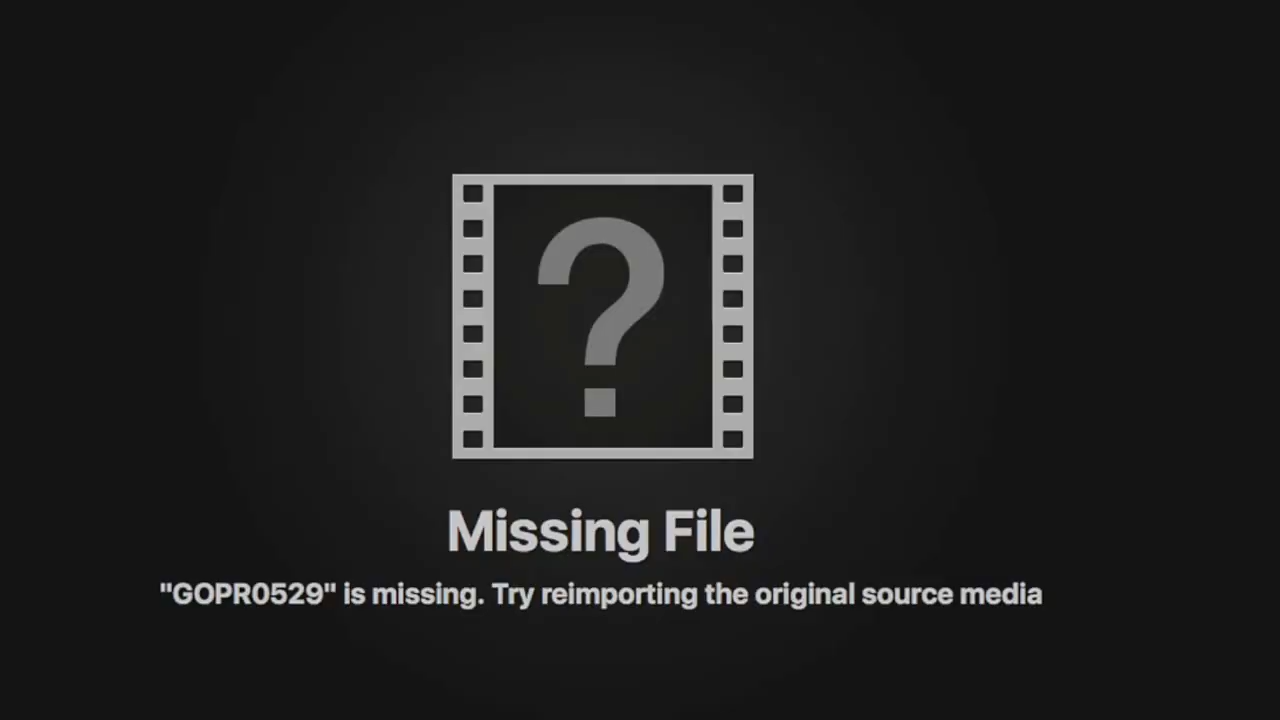 ?
Missing File
"GOPR0529" is missing. Try reimporting the original source media